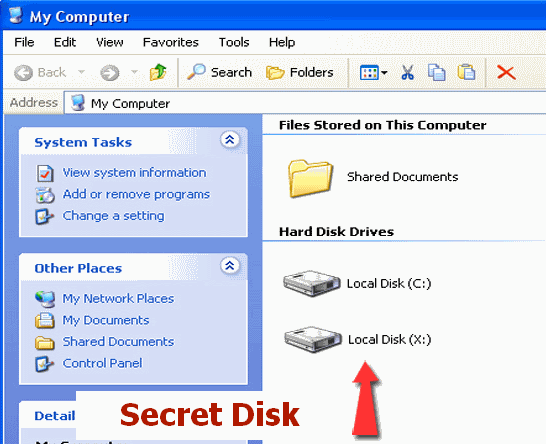 My Computer
File Edit View Favorites Tools Help
Back Search Folders
Address My Computer
System Tasks
View system information
Add or remove programs
Change a setting
Other Places
My Network Places
My Documents
Shared Documents
Control Panel
Detail
Files Stored on This Computer
Shared Documents
Hard Disk Drives
Local Disk (C:)
Local Disk (X:)
Secret Disk